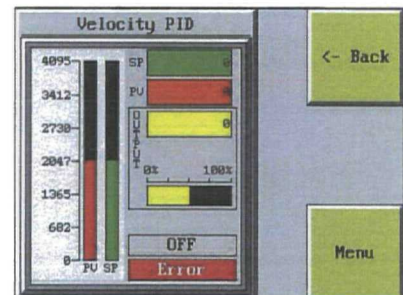 Velocity PID
<- Back
4095
3412
2730
2047
1365
682
0
PV SP
SP 0
PV
OUTPUT
0
0% 100%
OFF
Error
Menu